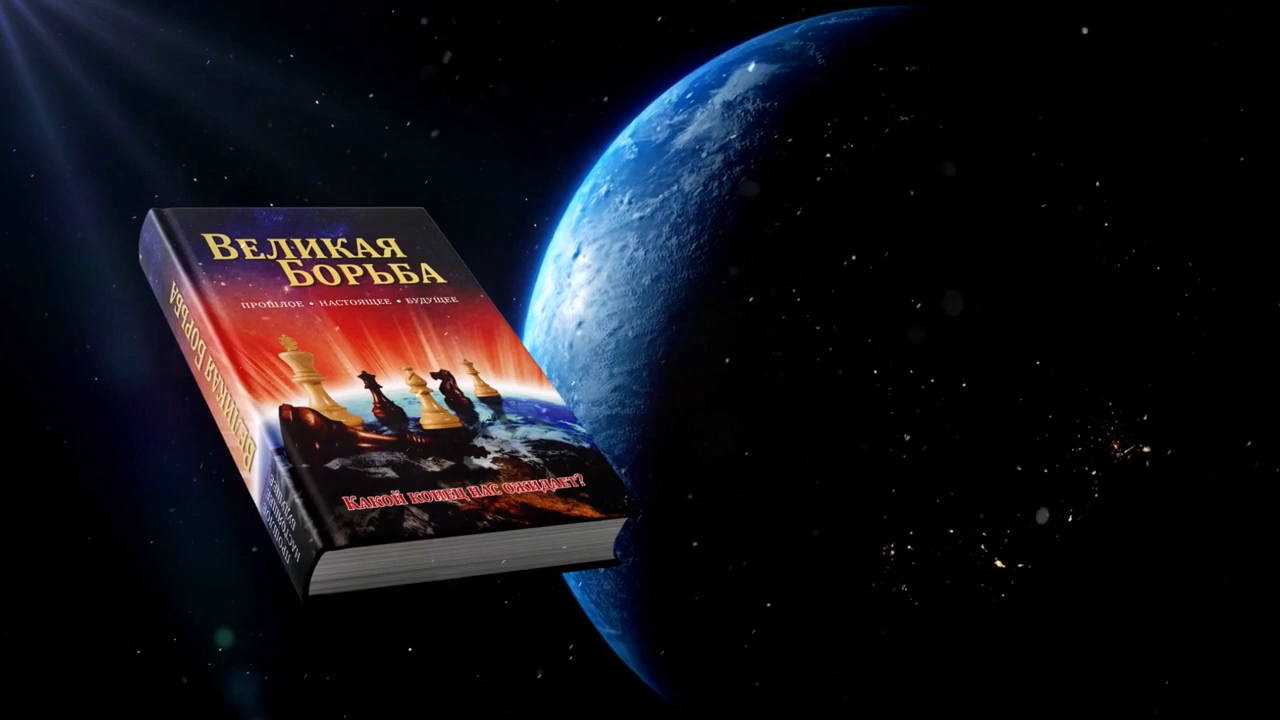 Великая
Борьба
прошлое • настоящее • будущее
Какой конец нас ожидает?
Великая Борьба